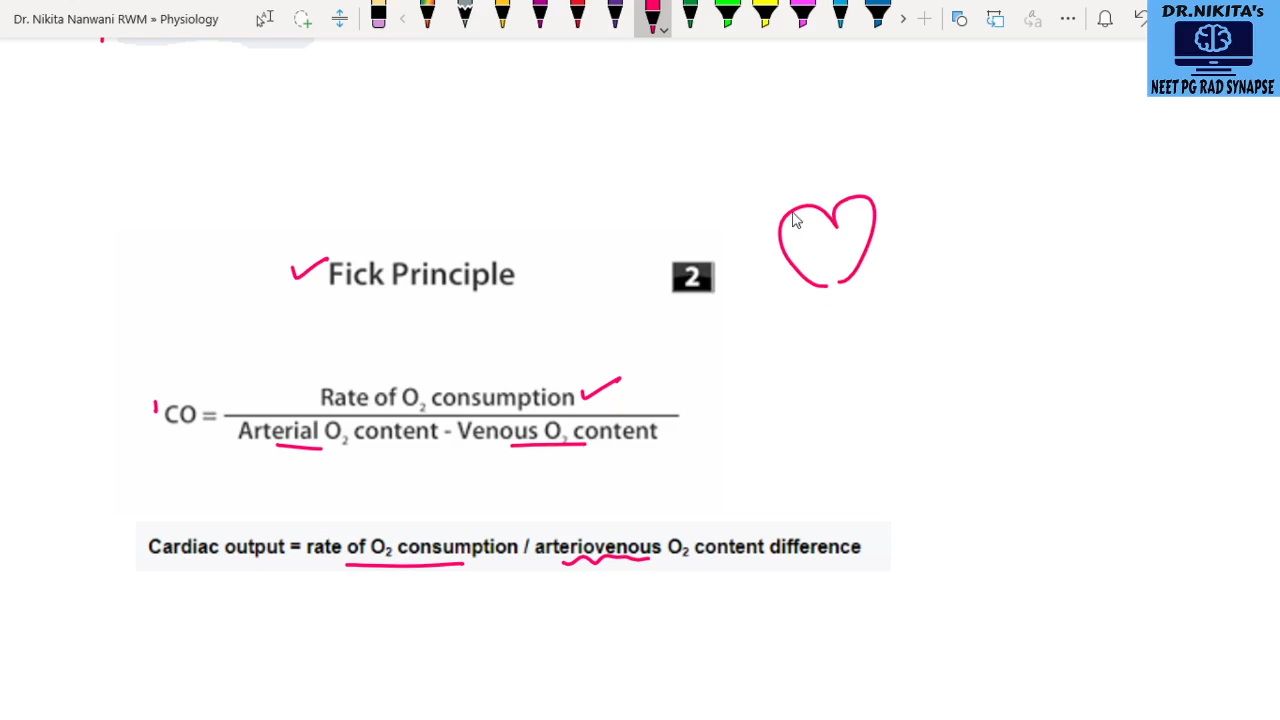 Dr. Nikita Nanwani RWM » Physiology
DR.NIKITA's
NEET PG RAD SYNAPSE
Fick Principle
2
CO = Rate of O₂ consumption
Arterial O₂ content - Venous O₂ content
Cardiac output = rate of O₂ consumption / arteriovenous O₂ content difference